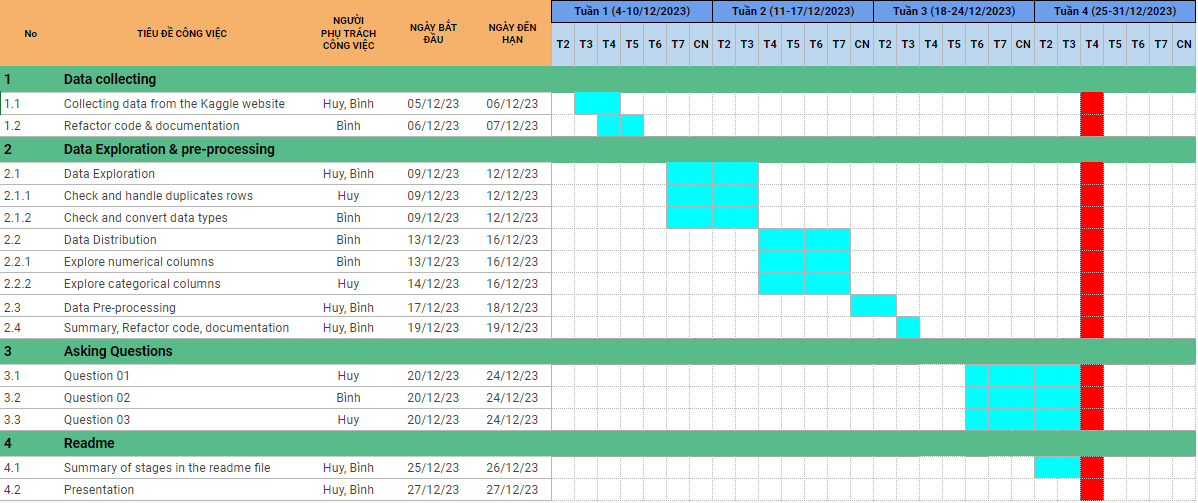 No TIÊU ĐỀ CÔNG VIỆC NGƯỜI PHỤ TRÁCH CÔNG VIỆC NGÀY BẮT ĐẦU NGÀY ĐẾN HẠN
Tuần 1 (4-10/12/2023) Tuần 2 (11-17/12/2023) Tuần 3 (18-24/12/2023) Tuần 4 (25-31/12/2023)
T2 T3 T4 T5 T6 T7 CN T2 T3 T4 T5 T6 T7 CN T2 T3 T4 T5 T6 T7 CN T2 T3 T4 T5 T6 T7 CN
1 Data collecting
1.1 Collecting data from the Kaggle website Huy, Bình 05/12/23 06/12/23
1.2 Refactor code & documentation Bình 06/12/23 07/12/23
2 Data Exploration & pre-processing
2.1 Data Exploration Huy, Bình 09/12/23 12/12/23
2.1.1 Check and handle duplicates rows Huy 09/12/23 12/12/23
2.1.2 Check and convert data types Bình 09/12/23 12/12/23
2.2 Data Distribution Bình 13/12/23 16/12/23
2.2.1 Explore numerical columns Bình 13/12/23 16/12/23
2.2.2 Explore categorical columns Huy 14/12/23 16/12/23
2.3 Data Pre-processing Huy, Bình 17/12/23 18/12/23
2.4 Summary, Refactor code, documentation Huy, Bình 19/12/23 19/12/23
3 Asking Questions
3.1 Question 01 Huy 20/12/23 24/12/23
3.2 Question 02 Bình 20/12/23 24/12/23
3.3 Question 03 Huy 20/12/23 24/12/23
4 Readme
4.1 Summary of stages in the readme file Huy, Bình 25/12/23 26/12/23
4.2 Presentation Huy, Bình 27/12/23 27/12/23